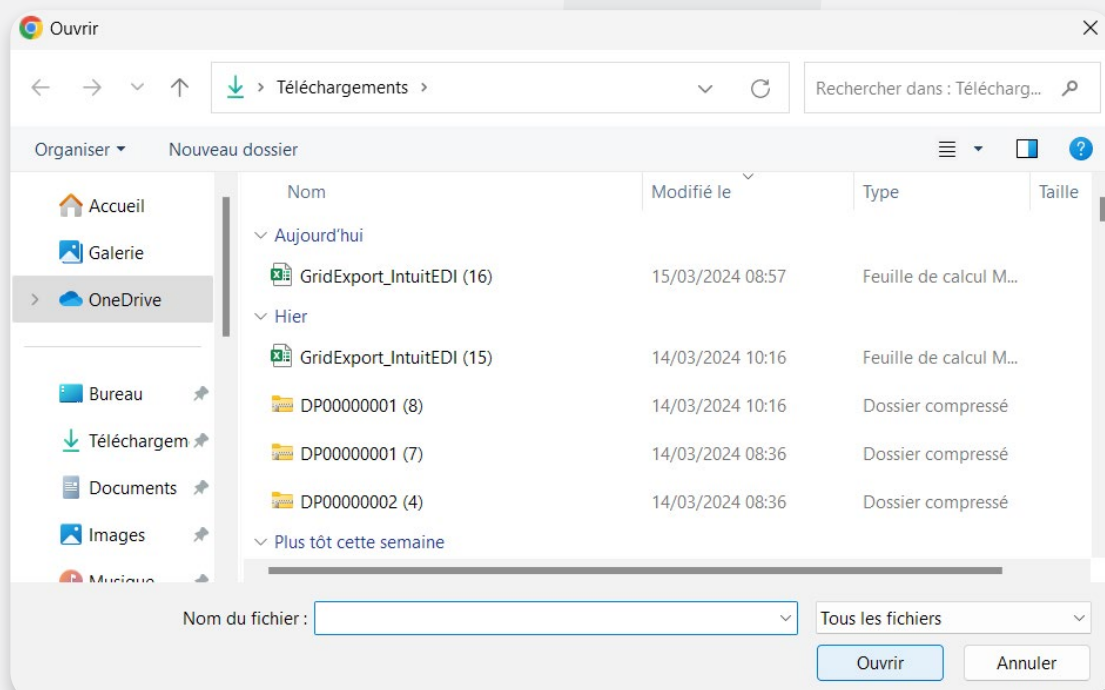 Ouvrir
Téléchargements
Rechercher dans : Télécharg...
Organiser
Nouveau dossier
Accueil
Galerie
OneDrive
Bureau
Téléchargem
Documents
Images
Musique
Nom Modifié le Type Taille
Aujourd'hui
GridExport_IntuitEDI (16) 15/03/2024 08:57 Feuille de calcul M...
Hier
GridExport_IntuitEDI (15) 14/03/2024 10:16 Feuille de calcul M...
DP00000001 (8) 14/03/2024 10:16 Dossier compressé
DP00000001 (7) 14/03/2024 08:36 Dossier compressé
DP00000002 (4) 14/03/2024 08:36 Dossier compressé
Plus tôt cette semaine
Nom du fichier :
Tous les fichiers
Ouvrir
Annuler